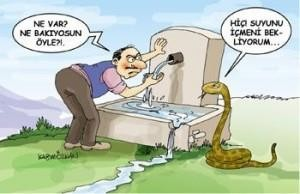 NE VAR?
NE BAKIYOSUN
ÖYLE?!.
HİÇ! SUYUNU
İÇMENİ BEK-
LİYORUM...